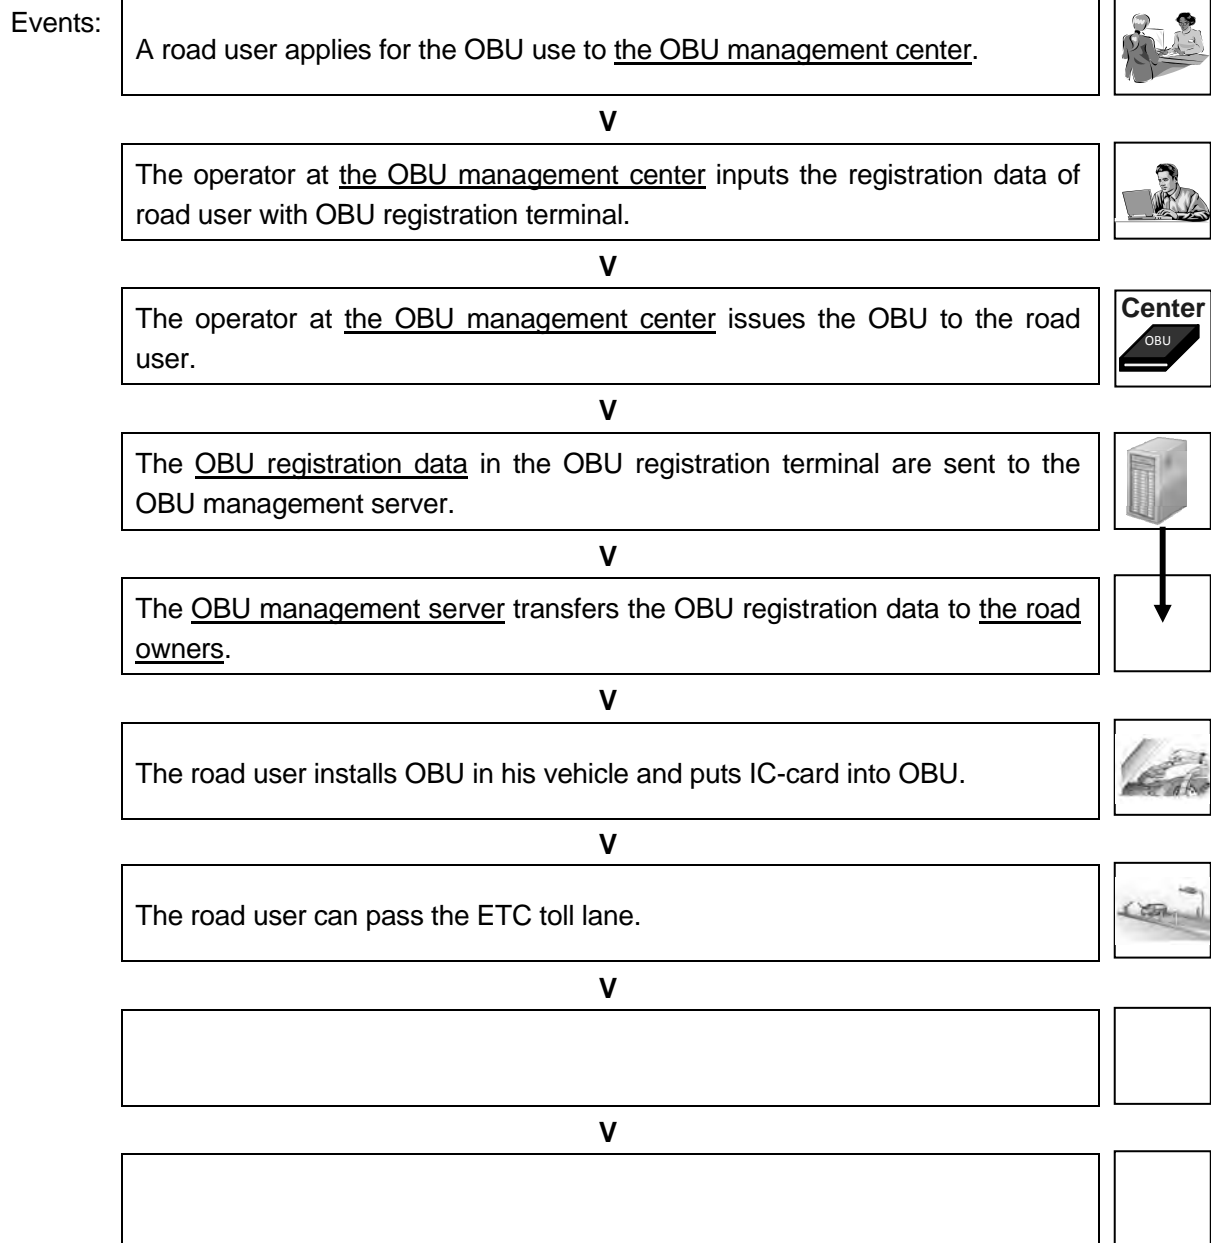 Events:
A road user applies for the OBU use to the OBU management center.
V
The operator at the OBU management center inputs the registration data of
road user with OBU registration terminal.
V
The operator at the OBU management center issues the OBU to the road
user.
Center
OBU
V
The OBU registration data in the OBU registration terminal are sent to the
OBU management server.
V
The OBU management server transfers the OBU registration data to the road
owners.
V
The road user installs OBU in his vehicle and puts IC-card into OBU.
V
The road user can pass the ETC toll lane.
V
V